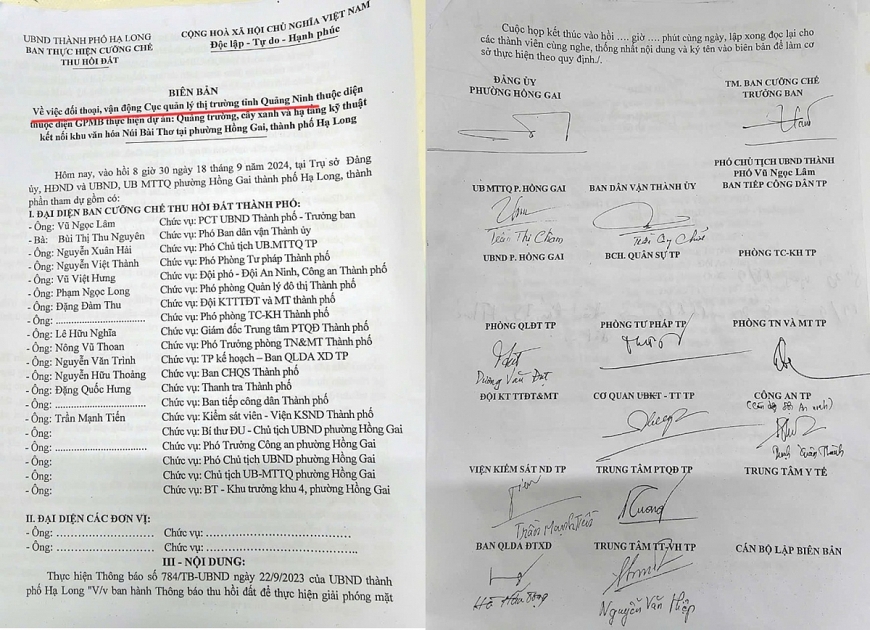 UBND THÀNH PHỐ HẠ LONG
BAN THỰC HIỆN CƯỠNG CHẾ
THU HỒI ĐẤT
CỘNG HOÀ XÃ HỘI CHỦ NGHĨA VIỆT NAM
Độc lập - Tự do - Hạnh phúc
BIÊN BẢN
Về việc đối thoại, vận động Cục quản lý thị trường tỉnh Quảng Ninh thuộc diện
thuộc diện GPMB thực hiện dự án: Quảng trường, cây xanh và hạ tầng kỹ thuật
kết nối khu văn hóa Núi Bài Thơ tại phường Hồng Gai, thành phố Hạ Long
Hôm nay, vào hồi 8 giờ 30 ngày 18 tháng 9 năm 2024, tại Trụ sở Đảng
ủy, HĐND và UBND, UB MTTQ phường Hồng Gai thành phố Hạ Long, thành
phần tham dự gồm có:
I. ĐẠI DIỆN BAN CƯỠNG CHẾ THU HỒI ĐẤT THÀNH PHỐ:
- Ông: Vũ Ngọc Lâm Chức vụ: PCT UBND Thành phố - Trưởng ban
- Bà: Bùi Thị Thu Nguyên Chức vụ: Phó Ban dân vận Thành ủy
- Ông: Nguyễn Xuân Hải Chức vụ: Phó Chủ tịch UB.MTTQ TP
- Ông: Nguyễn Việt Thành Chức vụ: Phó Phòng Tư pháp Thành phố
- Ông: Vũ Việt Hưng Chức vụ: Đội phó - Đội An Ninh, Công an Thành phố
- Ông: Phạm Ngọc Long Chức vụ: Phó phòng Quản lý đô thị Thành phố
- Ông: Đặng Đàm Thu Chức vụ: Đội KTTTĐT và MT thành phố
- Ông: ........................... Chức vụ: Phó phòng TC-KH Thành phố
- Ông: Lê Hữu Nghĩa Chức vụ: Giám đốc Trung tâm PTQĐ Thành phố
- Ông: Nông Vũ Thoan Chức vụ: Phó Trưởng phòng TN&MT Thành phố
- Ông: Nguyễn Văn Trình Chức vụ: TP kế hoạch – Ban QLDA XD TP
- Ông: Nguyễn Hữu Thoảng Chức vụ: Ban CHQS Thành phố
- Ông: Đặng Quốc Hưng Chức vụ: Thanh tra Thành phố
- Ông: ........................... Chức vụ: Ban tiếp công dân Thành phố
- Ông: Trần Mạnh Tiến Chức vụ: Kiểm sát viên - Viện KSND Thành phố
- Ông: Chức vụ: Bí thư ĐU - Chủ tịch UBND phường Hồng Gai
- Ông: ........................... Chức vụ: Phó Trưởng Công an phường Hồng Gai
- Ông: Chức vụ: Phó Chủ tịch UBND phường Hồng Gai
- Ông: Chức vụ: Chủ tịch UB-MTTQ phường Hồng Gai
- Ông: Chức vụ: BT - Khu trưởng khu 4, phường Hồng Gai
II. ĐẠI DIỆN CÁC ĐƠN VỊ:
- Ông: ........................... Chức vụ: ...........................................
- Ông: ........................... Chức vụ: ...........................................
III - NỘI DUNG:
Thực hiện Thông báo số 784/TB-UBND ngày 22/9/2023 của UBND thành
phố Hạ Long "V/v ban hành Thông báo thu hồi đất để thực hiện giải phóng mặt
Cuộc họp kết thúc vào hồi .... giờ .... phút cùng ngày, lập xong đọc lại cho
các thành viên cùng nghe, thống nhất nội dung và ký tên vào biên bản để làm cơ
sở thực hiện theo quy định./.
ĐẢNG ỦY
PHƯỜNG HỒNG GAI
TM. BAN CƯỠNG CHẾ
TRƯỞNG BAN
PHÓ CHỦ TỊCH UBND THÀNH
PHỐ Vũ Ngọc Lâm
UB MTTQ P. HỒNG GAI BAN DÂN VẬN THÀNH ỦY BAN TIẾP CÔNG DÂN TP
Trần Thị Cham
UBND P. HỒNG GAI BCH. QUÂN SỰ TP PHÒNG TC-KH TP
PHÒNG QLĐT TP PHÒNG TƯ PHÁP TP PHÒNG TN VÀ MT TP
Dương Văn Đạt
ĐỘI KT TTĐT&MT CƠ QUAN UBKT - TT TP CÔNG AN TP
VIỆN KIỂM SÁT ND TP TRUNG TÂM PTQĐ TP TRUNG TÂM Y TẾ
Trần Mạnh Tiến
BAN QLDA ĐTXD TRUNG TÂM TT-VH TP CÁN BỘ LẬP BIÊN BẢN
Nguyễn Văn Hiệp